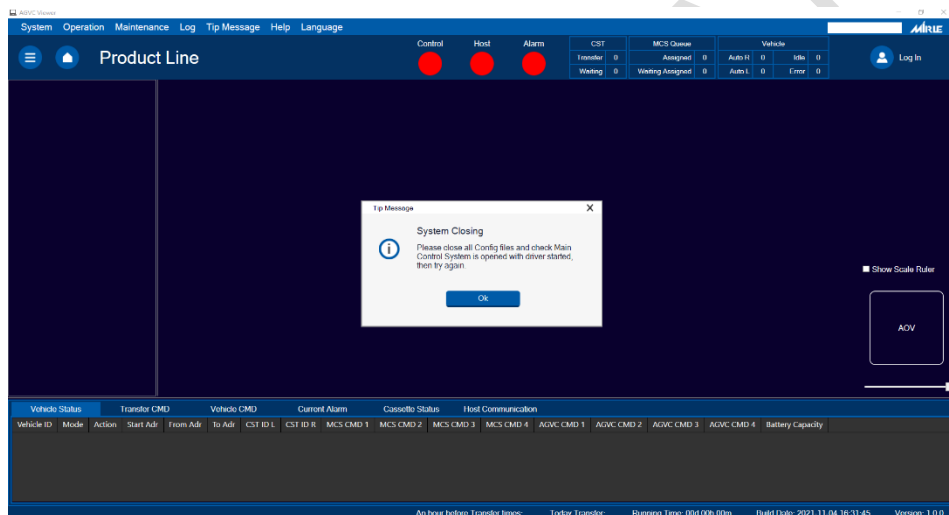 AGVC Viewer
System Operation Maintenance Log Tip Message Help Language
MiRLE
Product Line
Control Host Alarm
CST MCS Queue Vehicle
Transfer 0 Assigned 0 Auto R 0 Idle 0
Waiting 0 Waiting Assigned 0 Auto L 0 Error 0
Log In
Tip Message X
System Closing
Please close all Config files and check Main
Control System is opened with driver started,
then try again.
Ok
Show Scale Ruler
AOV
Vehicle Status Transfer CMD Vehicle CMD Current Alarm Cassette Status Host Communication
Vehicle ID Mode Action Start Adr From Adr To Adr CST ID L CST ID R MCS CMD 1 MCS CMD 2 MCS CMD 3 MCS CMD 4 AGVC CMD 1 AGVC CMD 2 AGVC CMD 3 AGVC CMD 4 Battery Capacity
An hour before Transfer times: Today Transfer: Running Time: 00d 00h 00m Build Date: 2021.11.04 16:31:45 Version: 1.0.0